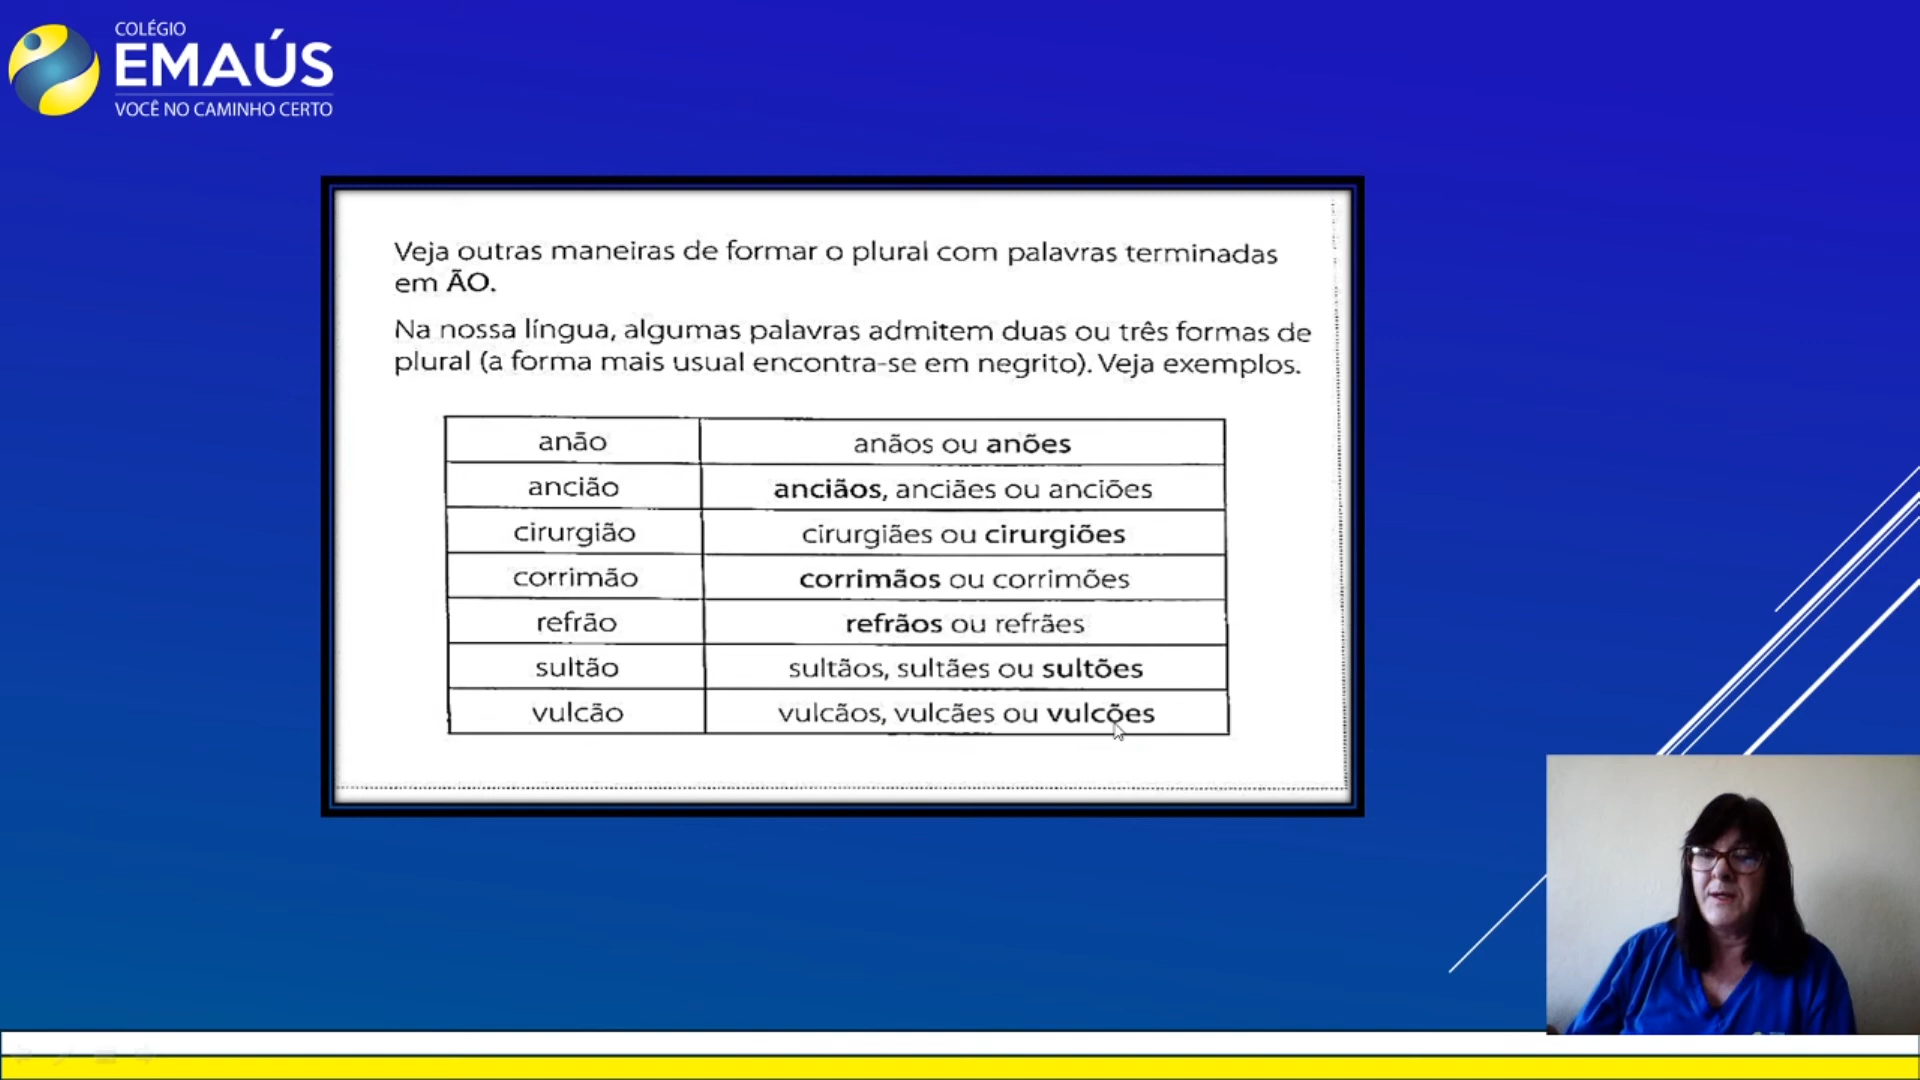 COLÉGIO
EMAÚS
VOCÊ NO CAMINHO CERTO
Veja outras maneiras de formar o plural com palavras terminadas
em ÃO.
Na nossa língua, algumas palavras admitem duas ou três formas de
plural (a forma mais usual encontra-se em negrito). Veja exemplos.
anão anãos ou anões
ancião anciãos, anciães ou anciões
cirurgião cirurgiães ou cirurgiões
corrimão corrimãos ou corrimões
refrão refrãos ou refrães
sultão sultãos, sultães ou sultões
vulcão vulcãos, vulcães ou vulcões